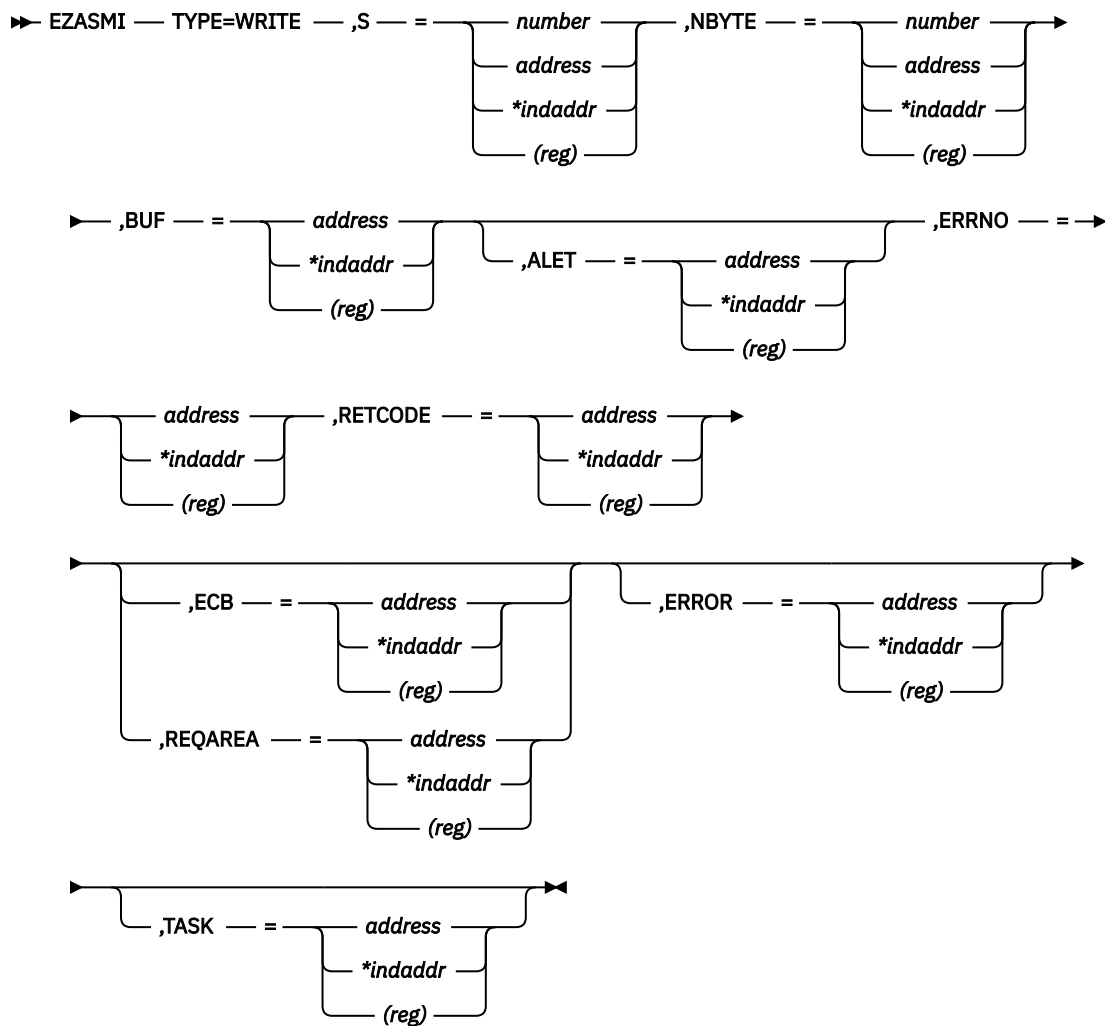 EZASMI TYPE=WRITE ,S = number ,NBYTE = number
address address
*indaddr *indaddr
(reg) (reg)
,BUF = address ,ERRNO =
*indaddr ,ALET = address
(reg) *indaddr
(reg)
address ,RETCODE = address
*indaddr *indaddr
(reg) (reg)
,ECB = address ,ERROR = address
*indaddr *indaddr
(reg) (reg)
,REQAREA = address
*indaddr
(reg)
,TASK = address
*indaddr
(reg)